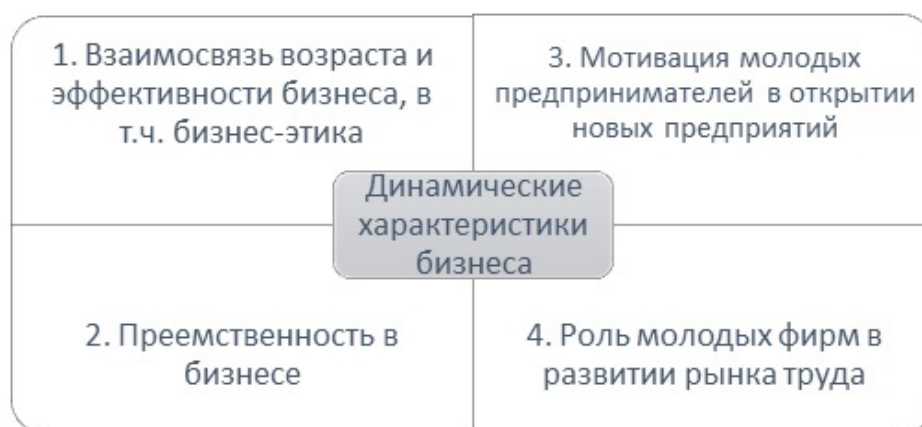 1. Взаимосвязь возраста и
эффективности бизнеса, в
т.ч. бизнес-этика
3. Мотивация молодых
предпринимателей в открытии
новых предприятий
Динамические
характеристики
бизнеса
2. Преемственность в
бизнесе
4. Роль молодых фирм в
развитии рынка труда